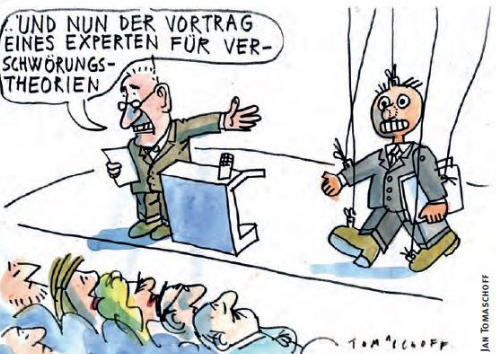 ..UND NUN DER VORTRAG
EINES EXPERTEN FÜR VER-
SCHWÖRUNGS-
THEORIEN
TOMASCHOFF
JAN TOMASCHOFF